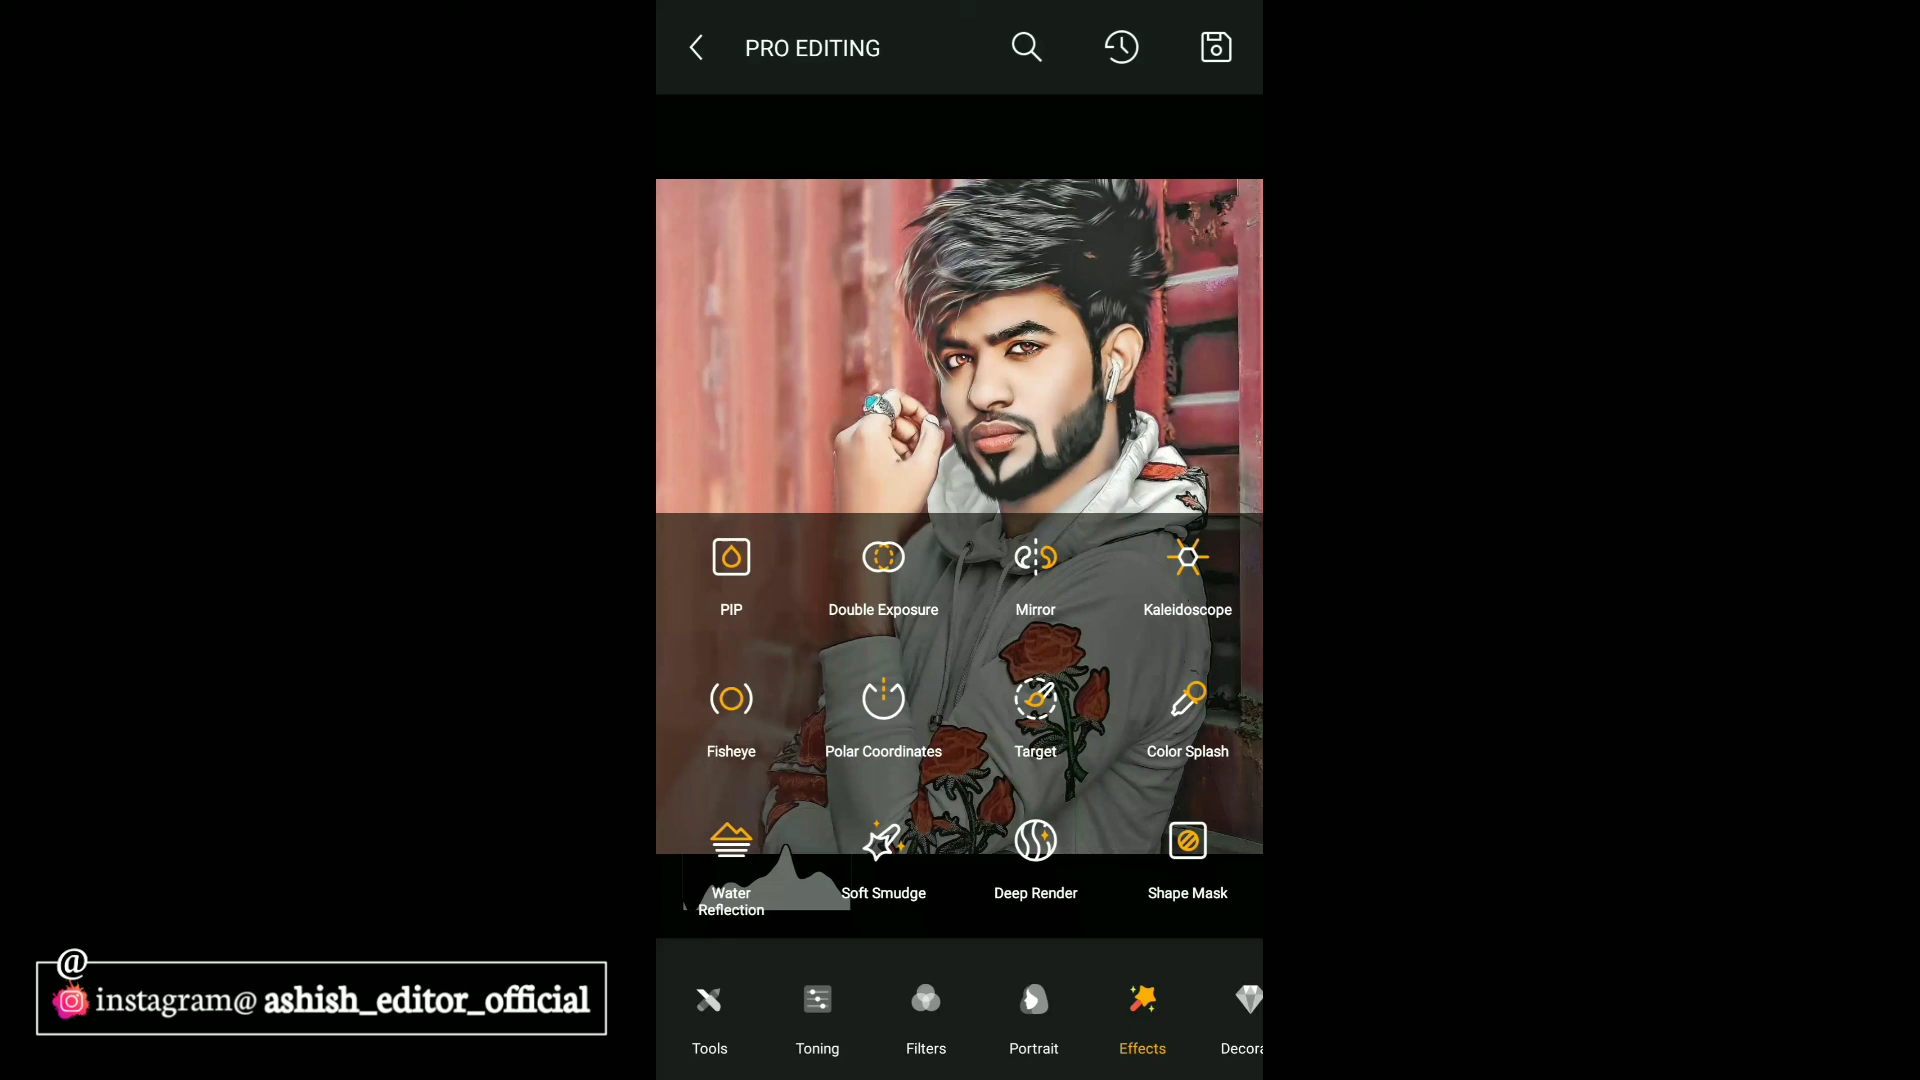 PRO EDITING
PIP
Double Exposure
Mirror
Kaleidoscope
Fisheye
Polar Coordinates
Target
Color Splash
Water
Reflection
Soft Smudge
Deep Render
Shape Mask
@
instagram@ ashish_editor_official
Tools
Toning
Filters
Portrait
Effects
Decora